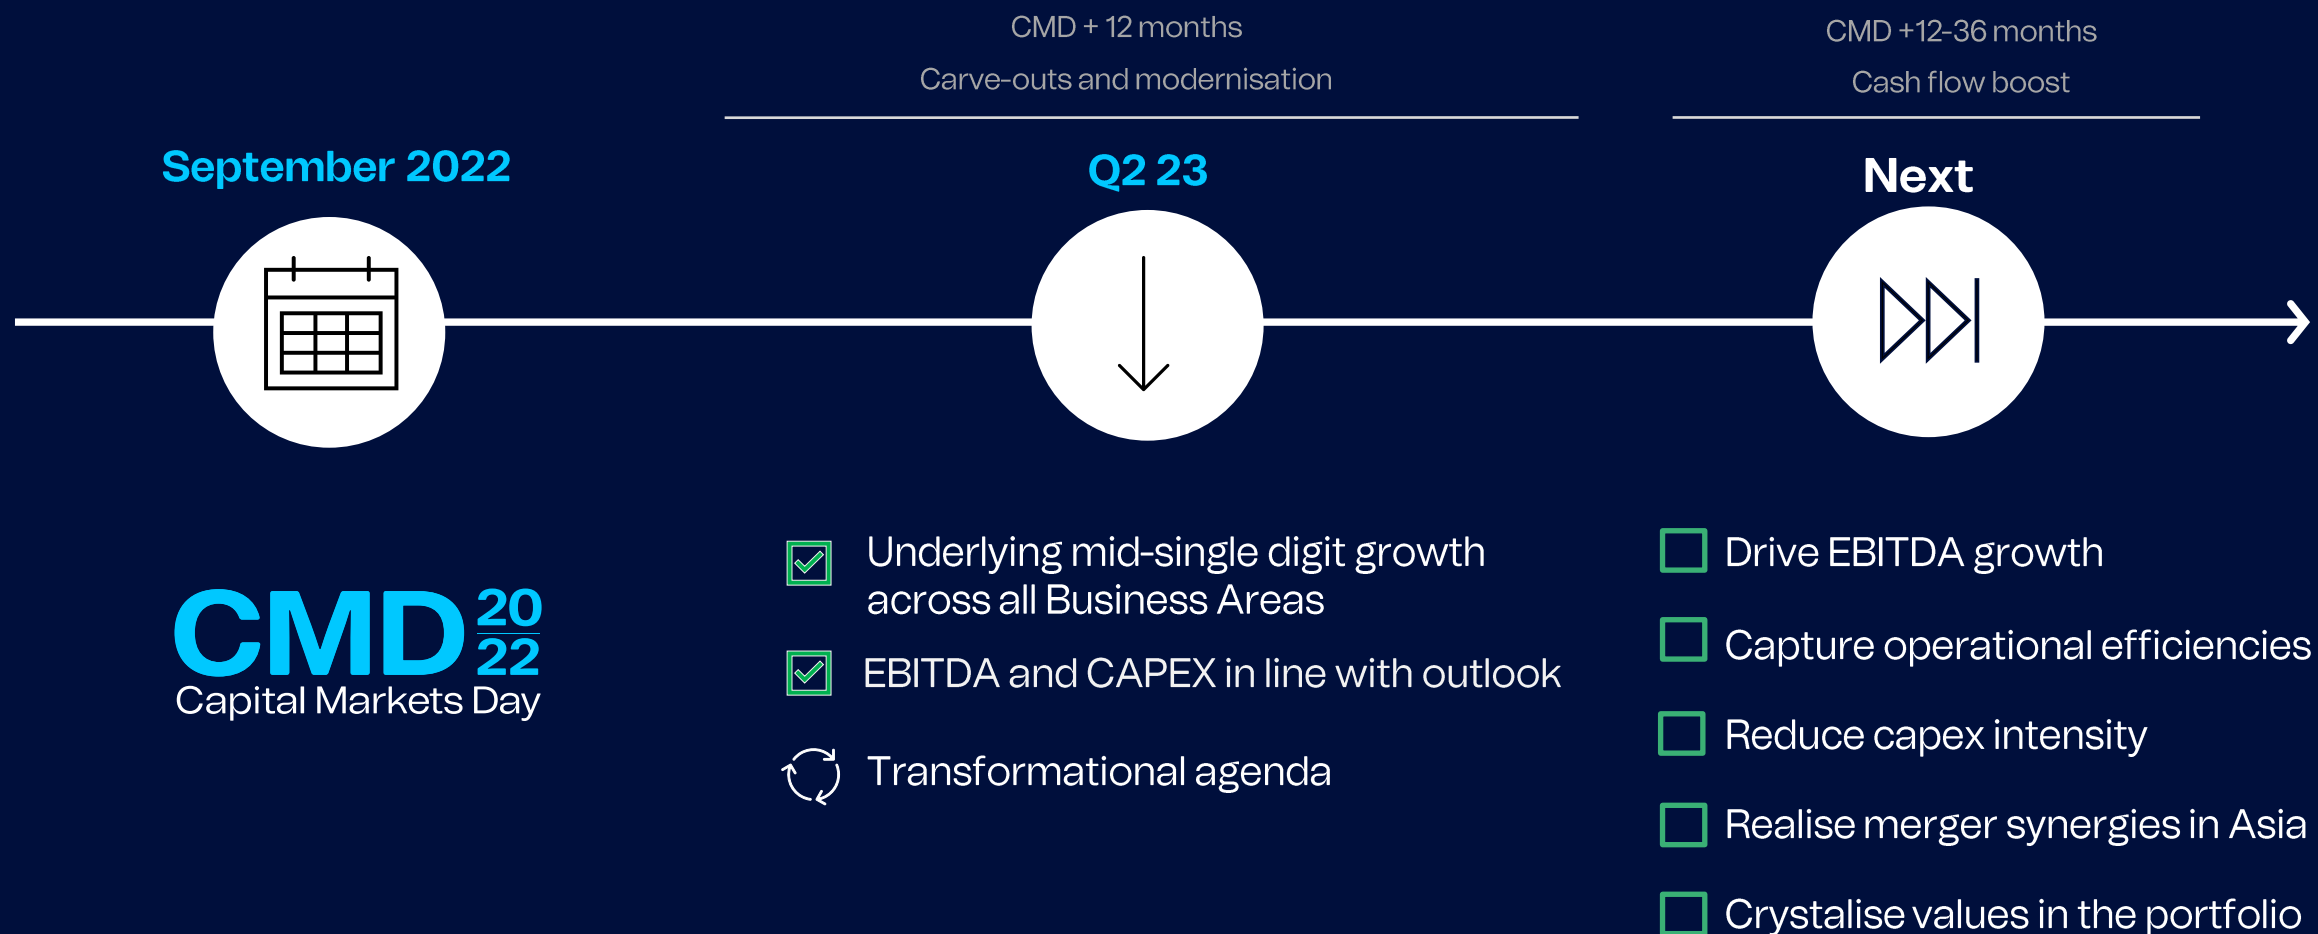 CMD + 12 months
Carve-outs and modernisation
CMD +12-36 months
Cash flow boost
September 2022
Q2 23
Next
CMD 20
22
Capital Markets Day
Underlying mid-single digit growth
across all Business Areas
EBITDA and CAPEX in line with outlook
Transformational agenda
Drive EBITDA growth
Capture operational efficiencies
Reduce capex intensity
Realise merger synergies in Asia
Crystalise values in the portfolio